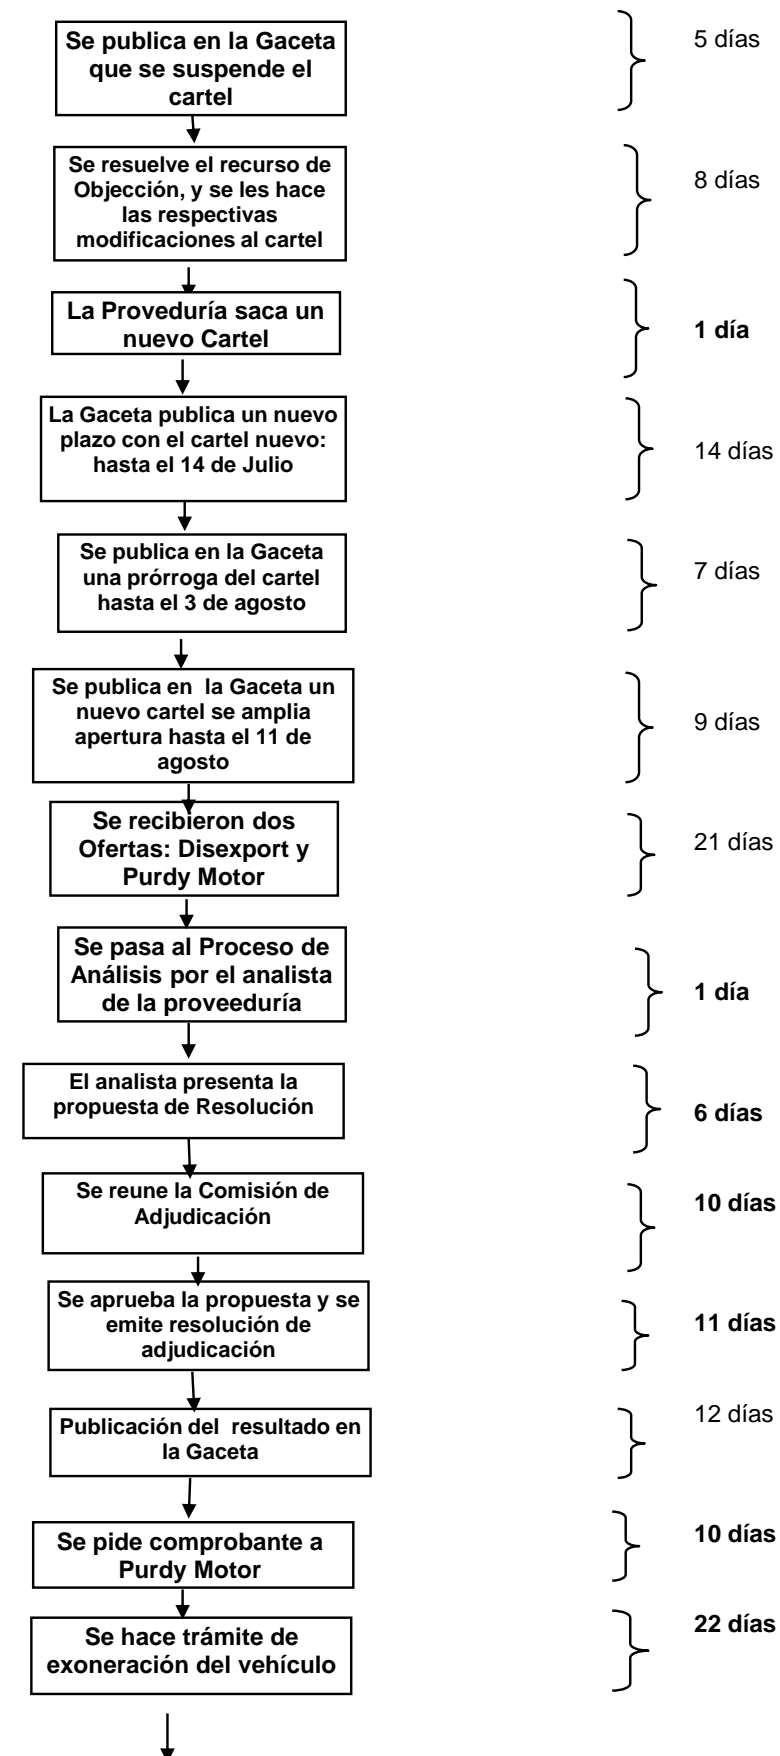 Se publica en la Gaceta
que se suspende el
cartel
5 días
Se resuelve el recurso de
Objección, y se les hace
las respectivas
modificaciones al cartel
8 días
La Proveduría saca un
nuevo Cartel
1 día
La Gaceta publica un nuevo
plazo con el cartel nuevo:
hasta el 14 de Julio
14 días
Se publica en la Gaceta
una prórroga del cartel
hasta el 3 de agosto
7 días
Se publica en la Gaceta un
nuevo cartel se amplia
apertura hasta el 11 de
agosto
9 días
Se recibieron dos
Ofertas: Disexport y
Purdy Motor
21 días
Se pasa al Proceso de
Análisis por el analista
de la proveeduría
1 día
El analista presenta la
propuesta de Resolución
6 días
Se reune la Comisión de
Adjudicación
10 días
Se aprueba la propuesta y se
emite resolución de
adjudicación
11 días
Publicación del resultado en
la Gaceta
12 días
Se pide comprobante a
Purdy Motor
10 días
Se hace trámite de
exoneración del vehículo
22 días